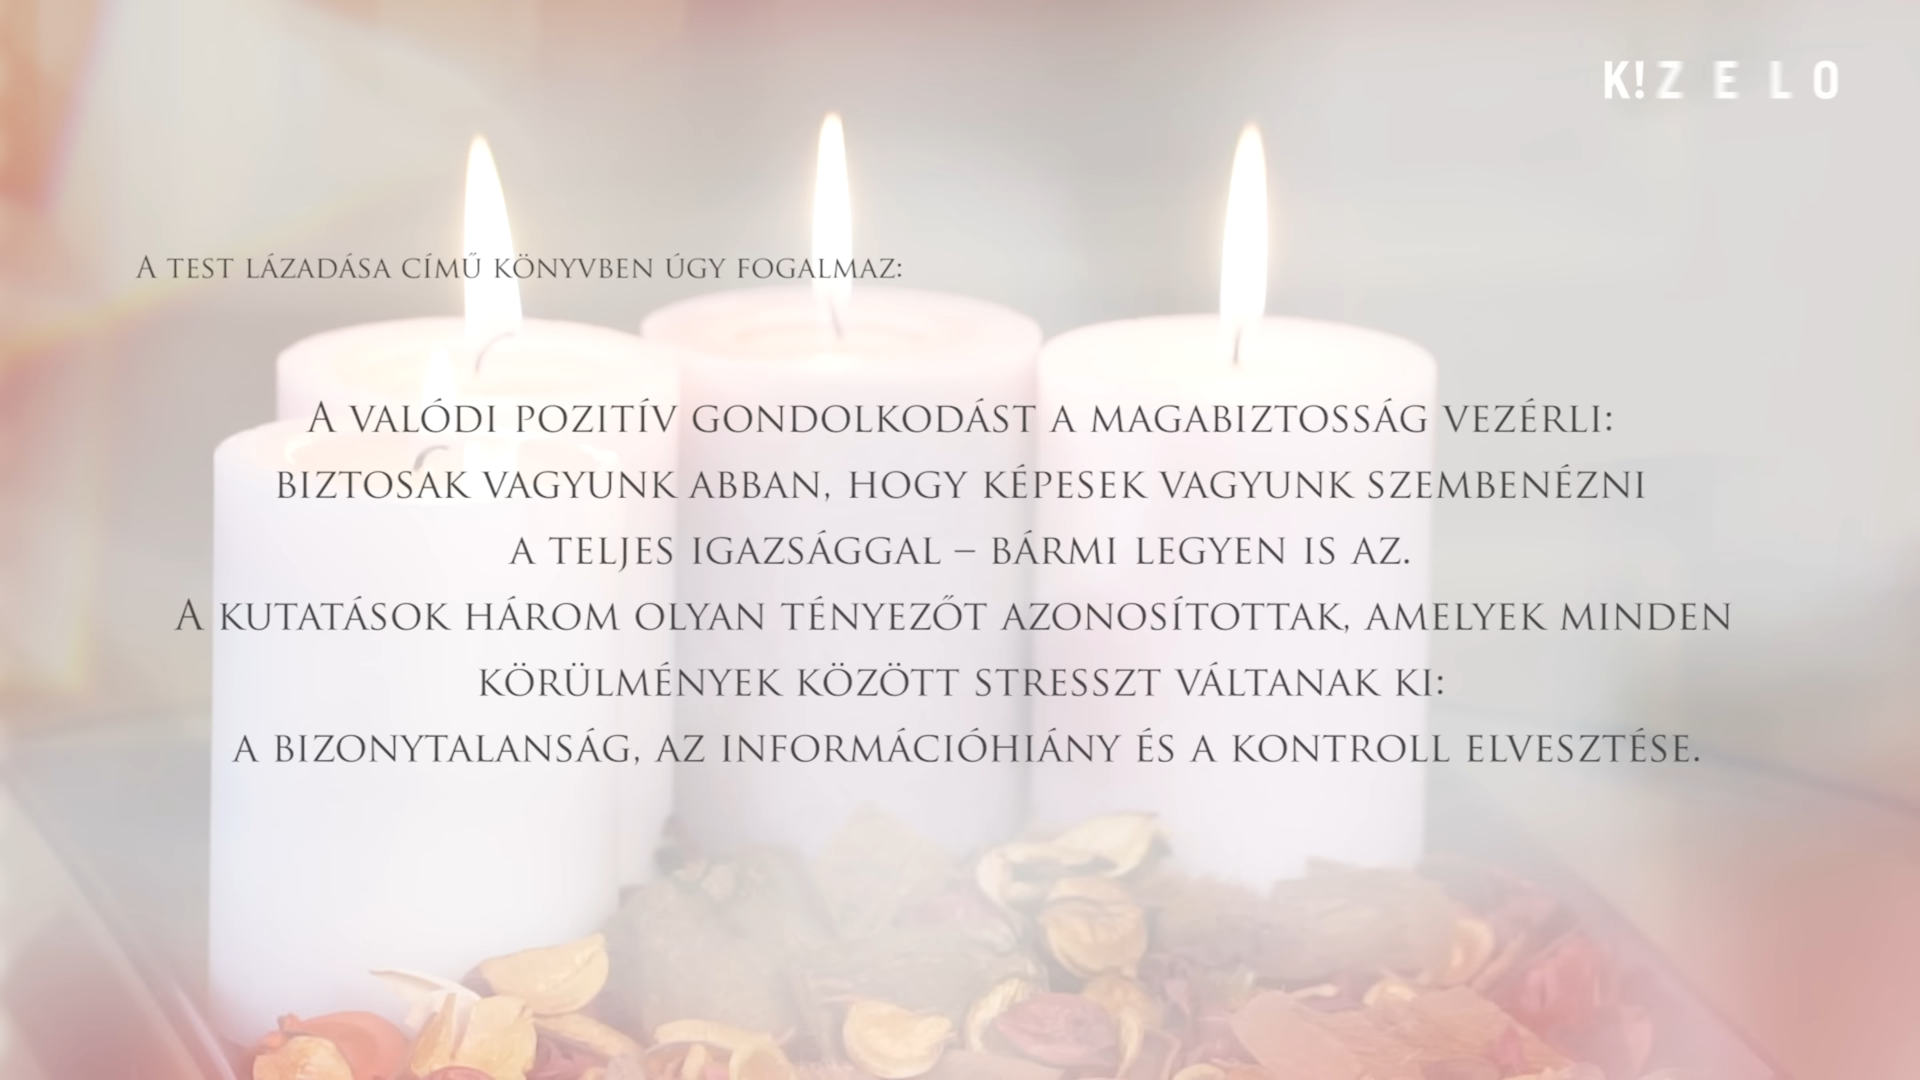 K!ZELO
A TEST LÁZADÁSA CÍMŰ KÖNYVBEN ÚGY FOGALMAZ:
A VALÓDI POZITÍV GONDOLKODÁST A MAGABIZTOSSÁG VEZÉRLI:
BIZTOSAK VAGYUNK ABBAN, HOGY KÉPESEK VAGYUNK SZEMBENÉZNI
A TELJES IGAZSÁGGAL – BÁRMI LEGYEN IS AZ.
A KUTATÁSOK HÁROM OLYAN TÉNYEZŐT AZONOSÍTOTTAK, AMELYEK MINDEN
KÖRÜLMÉNYEK KÖZÖTT STRESSZT VÁLTANAK KI:
A BIZONYTALANSÁG, AZ INFORMÁCIÓHIÁNY ÉS A KONTROLL ELVESZTÉSE.